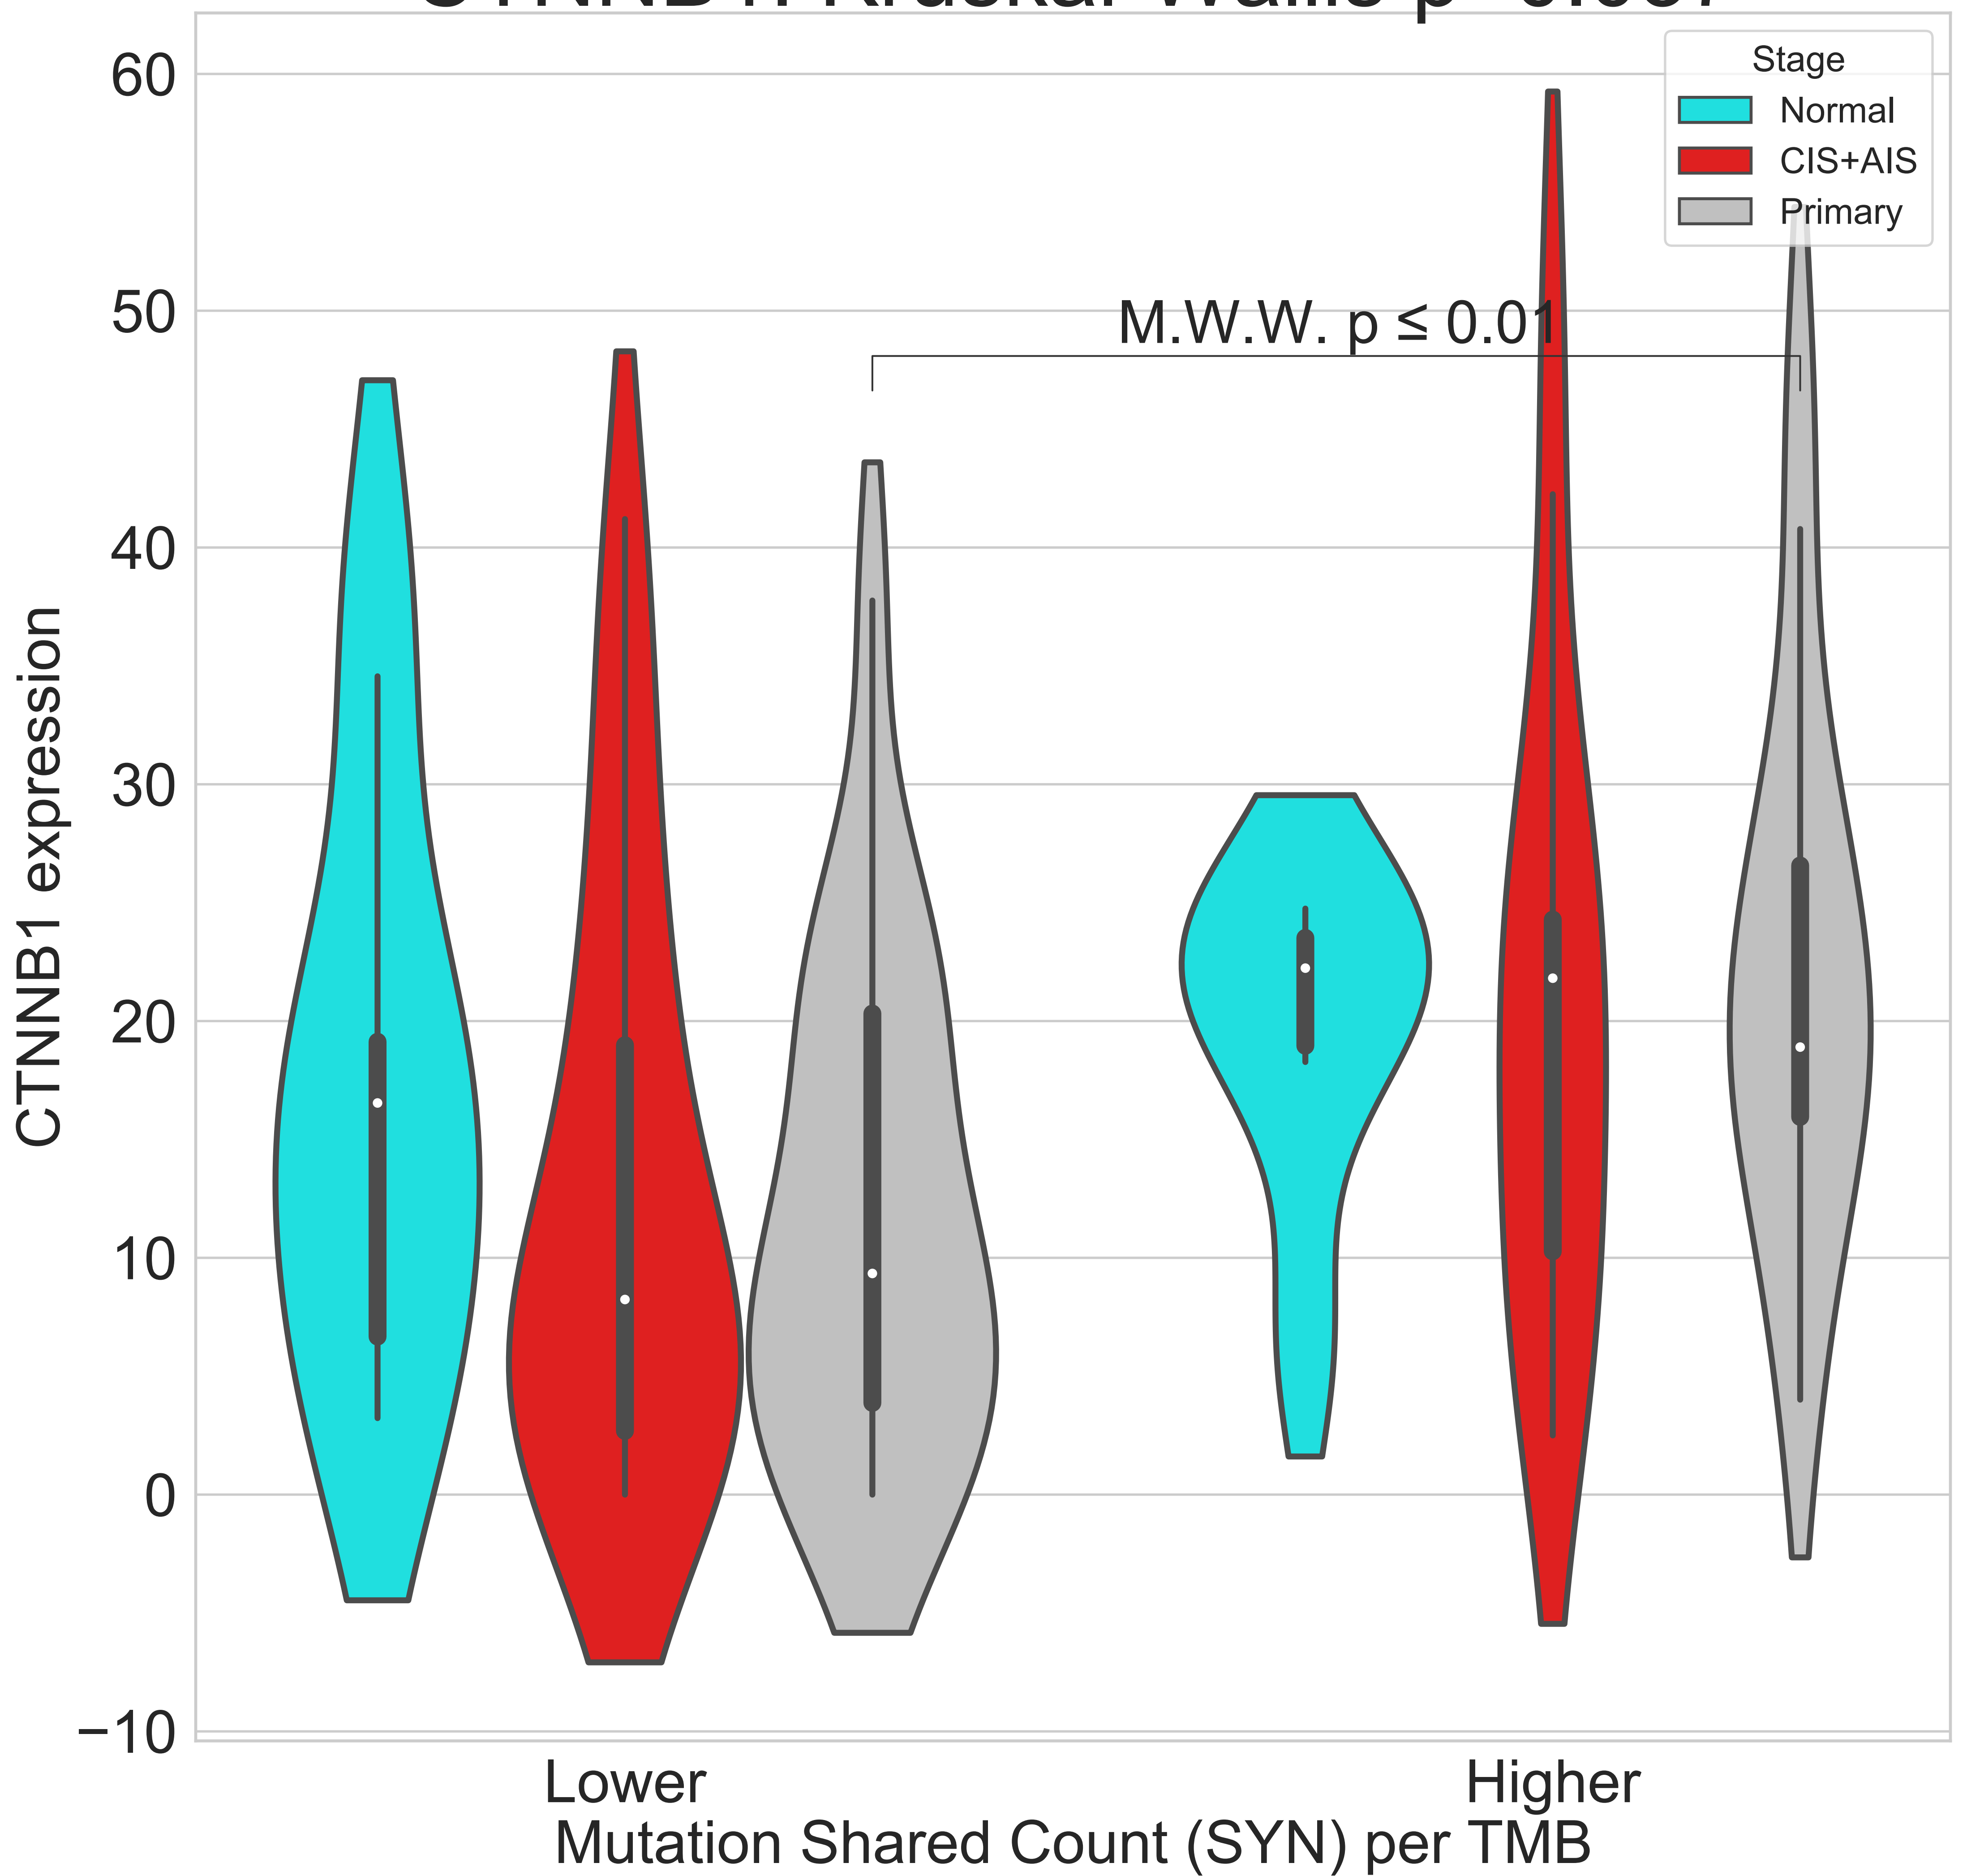 60
50
40
30
20
10
0
−10
CTNNB1 expression
Stage
Normal
CIS+AIS
Primary
M.W.W. p ≤ 0.01
Lower
Higher
Mutation Shared Count (SYN) per TMB